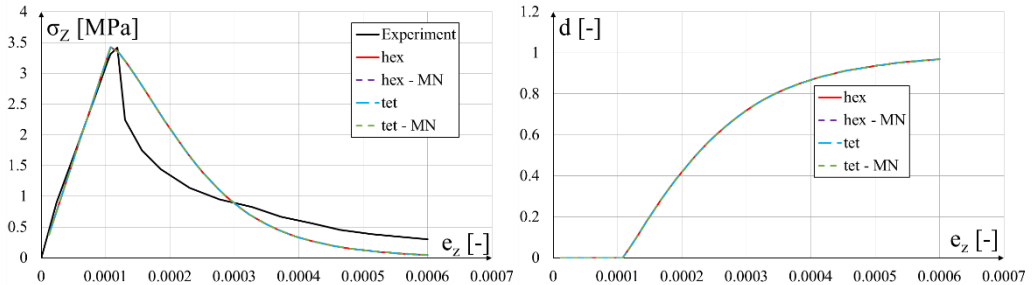 σZ [MPa]
4
3.5
3
2.5
2
1.5
1
0.5
0
0 0.0001 0.0002 0.0003 0.0004 0.0005 0.0006 0.0007
ez [-]
Experiment
hex
hex - MN
tet
tet - MN
d [-]
1.2
1
0.8
0.6
0.4
0.2
0
0 0.0001 0.0002 0.0003 0.0004 0.0005 0.0006 0.0007
ez [-]
hex
hex - MN
tet
tet - MN